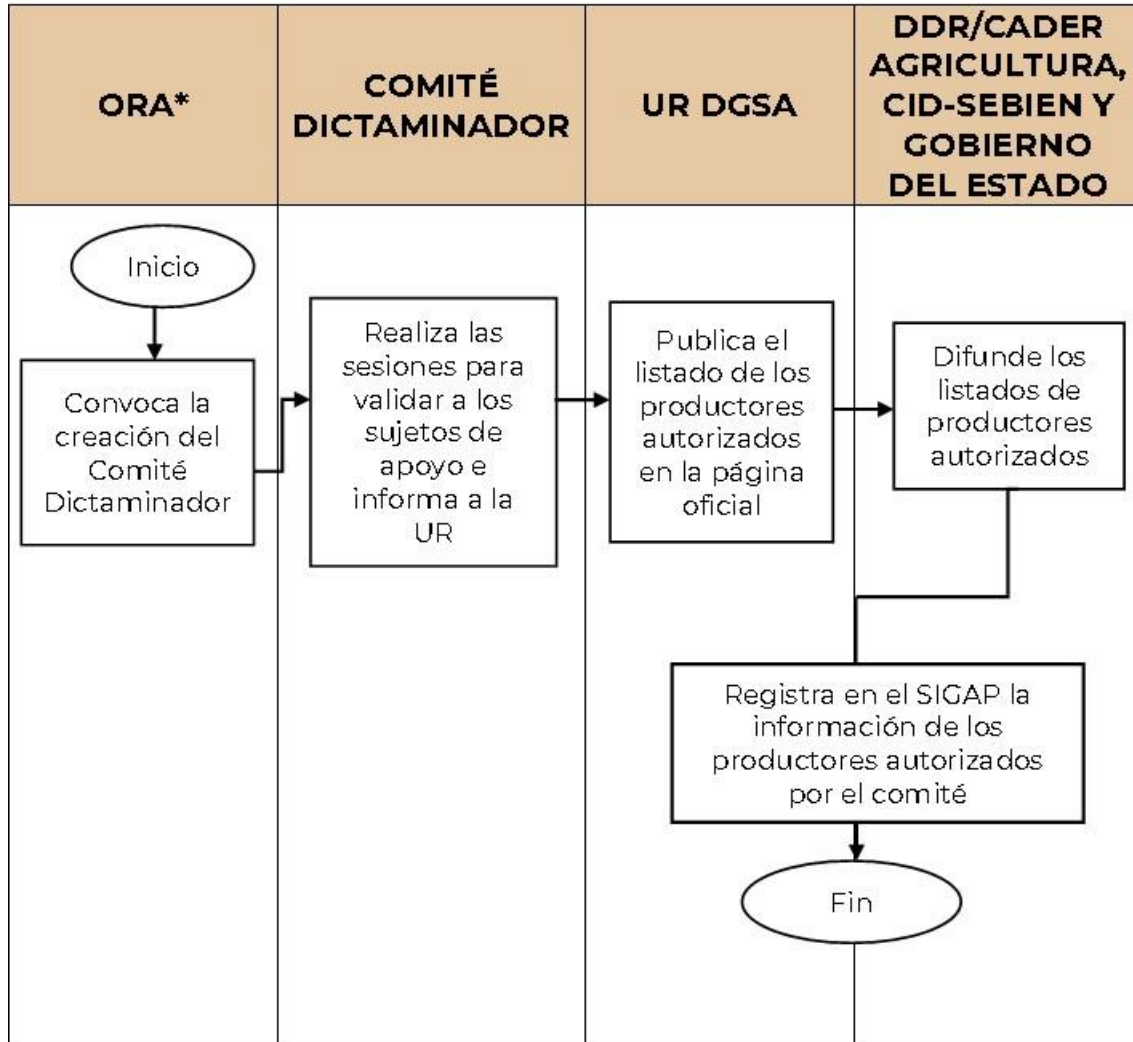 ORA*
COMITÉ
DICTAMINADOR
UR DGSA
DDR/CADER
AGRICULTURA,
CID-SEBIEN Y
GOBIERNO
DEL ESTADO
Inicio
Convoca la
creación del
Comité
Dictaminador
Realiza las
sesiones para
validar a los
sujetos de
apoyo e
informa a la
UR
Publica el
listado de los
productores
autorizados
en la página
oficial
Difunde los
listados de
productores
autorizados
Registra en el SIGAP la
información de los
productores autorizados
por el comité
Fin